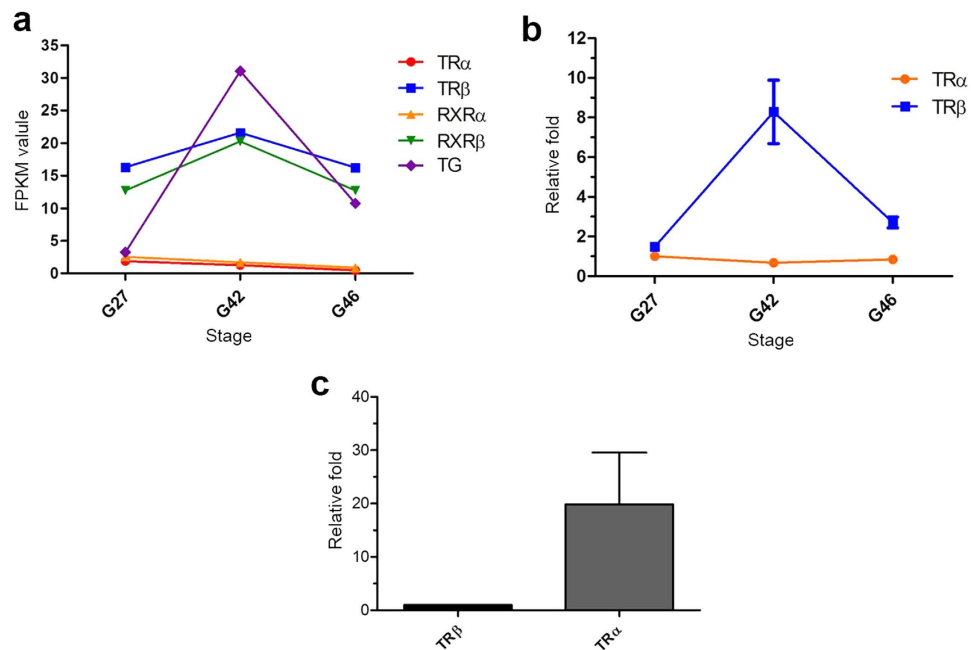 a
35
30
25
20
15
10
5
0
FPKM valule
G27
G42
G46
Stage
TRα
TRβ
RXRα
RXRβ
TG
b
12
10
8
6
4
2
0
Relative fold
G27
G42
G46
Stage
TRα
TRβ
c
40
30
20
10
0
Relative fold
TRβ
TRα